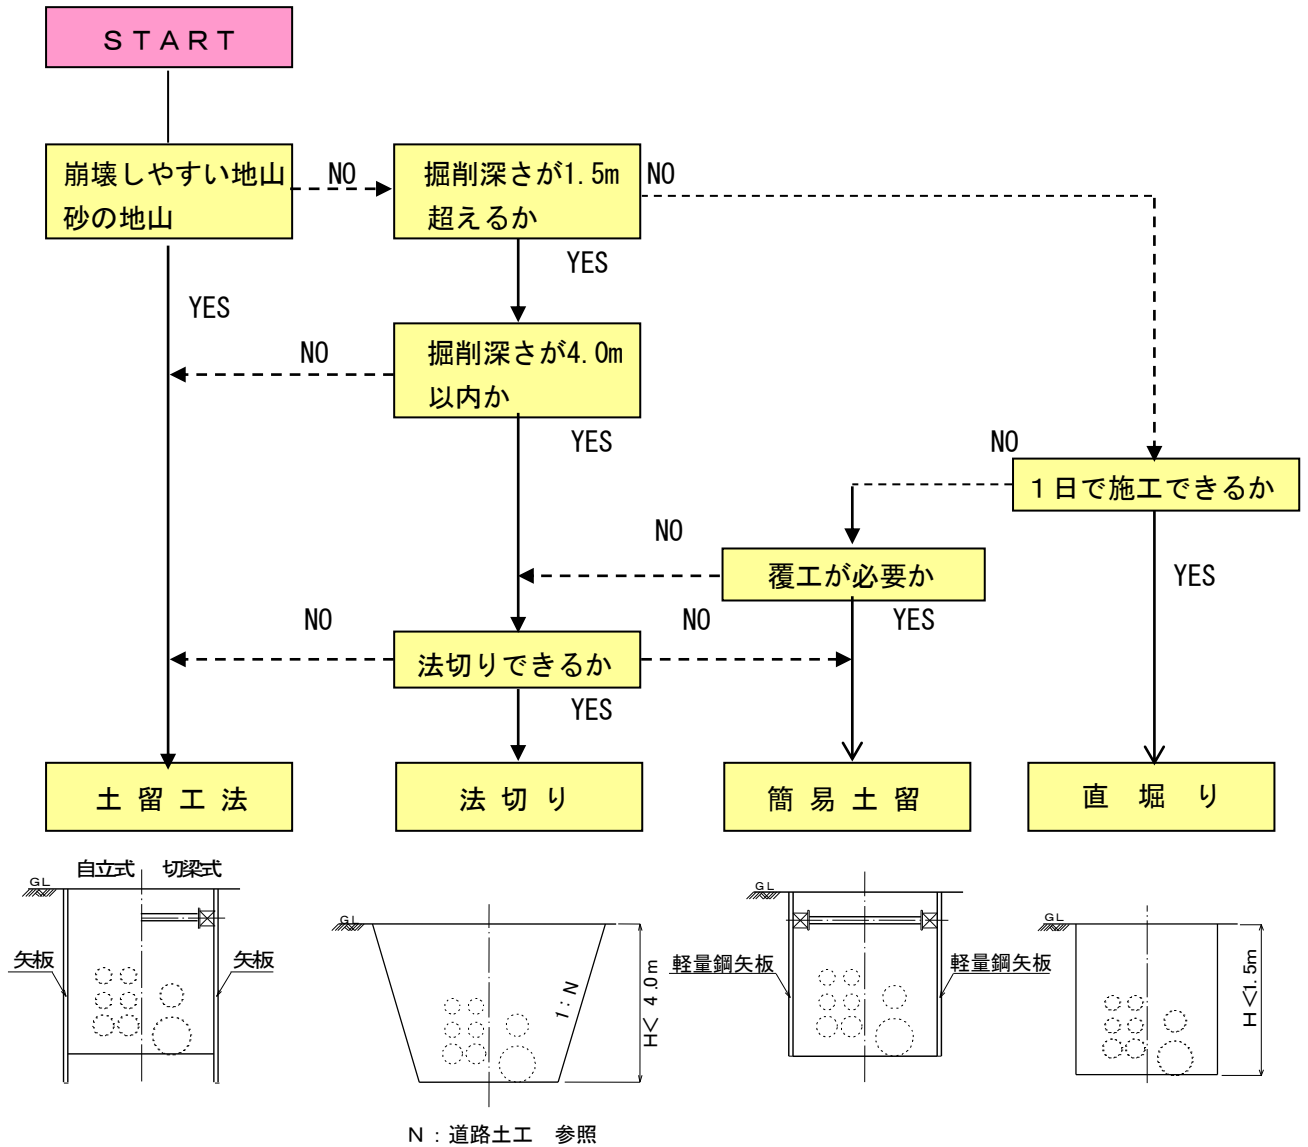 ＳＴＡＲＴ
崩壊しやすい地山
砂の地山
NO
掘削深さが1.5m
超えるか
NO
YES
YES
NO
掘削深さが4.0m
以内か
YES
NO
１日で施工できるか
NO
覆工が必要か
YES
YES
NO
法切りできるか
NO
YES
土留工法
法切り
簡易土留
直堀り
自立式
切梁式
GL
矢板
矢板
GL
1：N
H＜4.0m
GL
軽量鋼矢板
軽量鋼矢板
GL
H＜1.5m
Ｎ：道路土工　参照